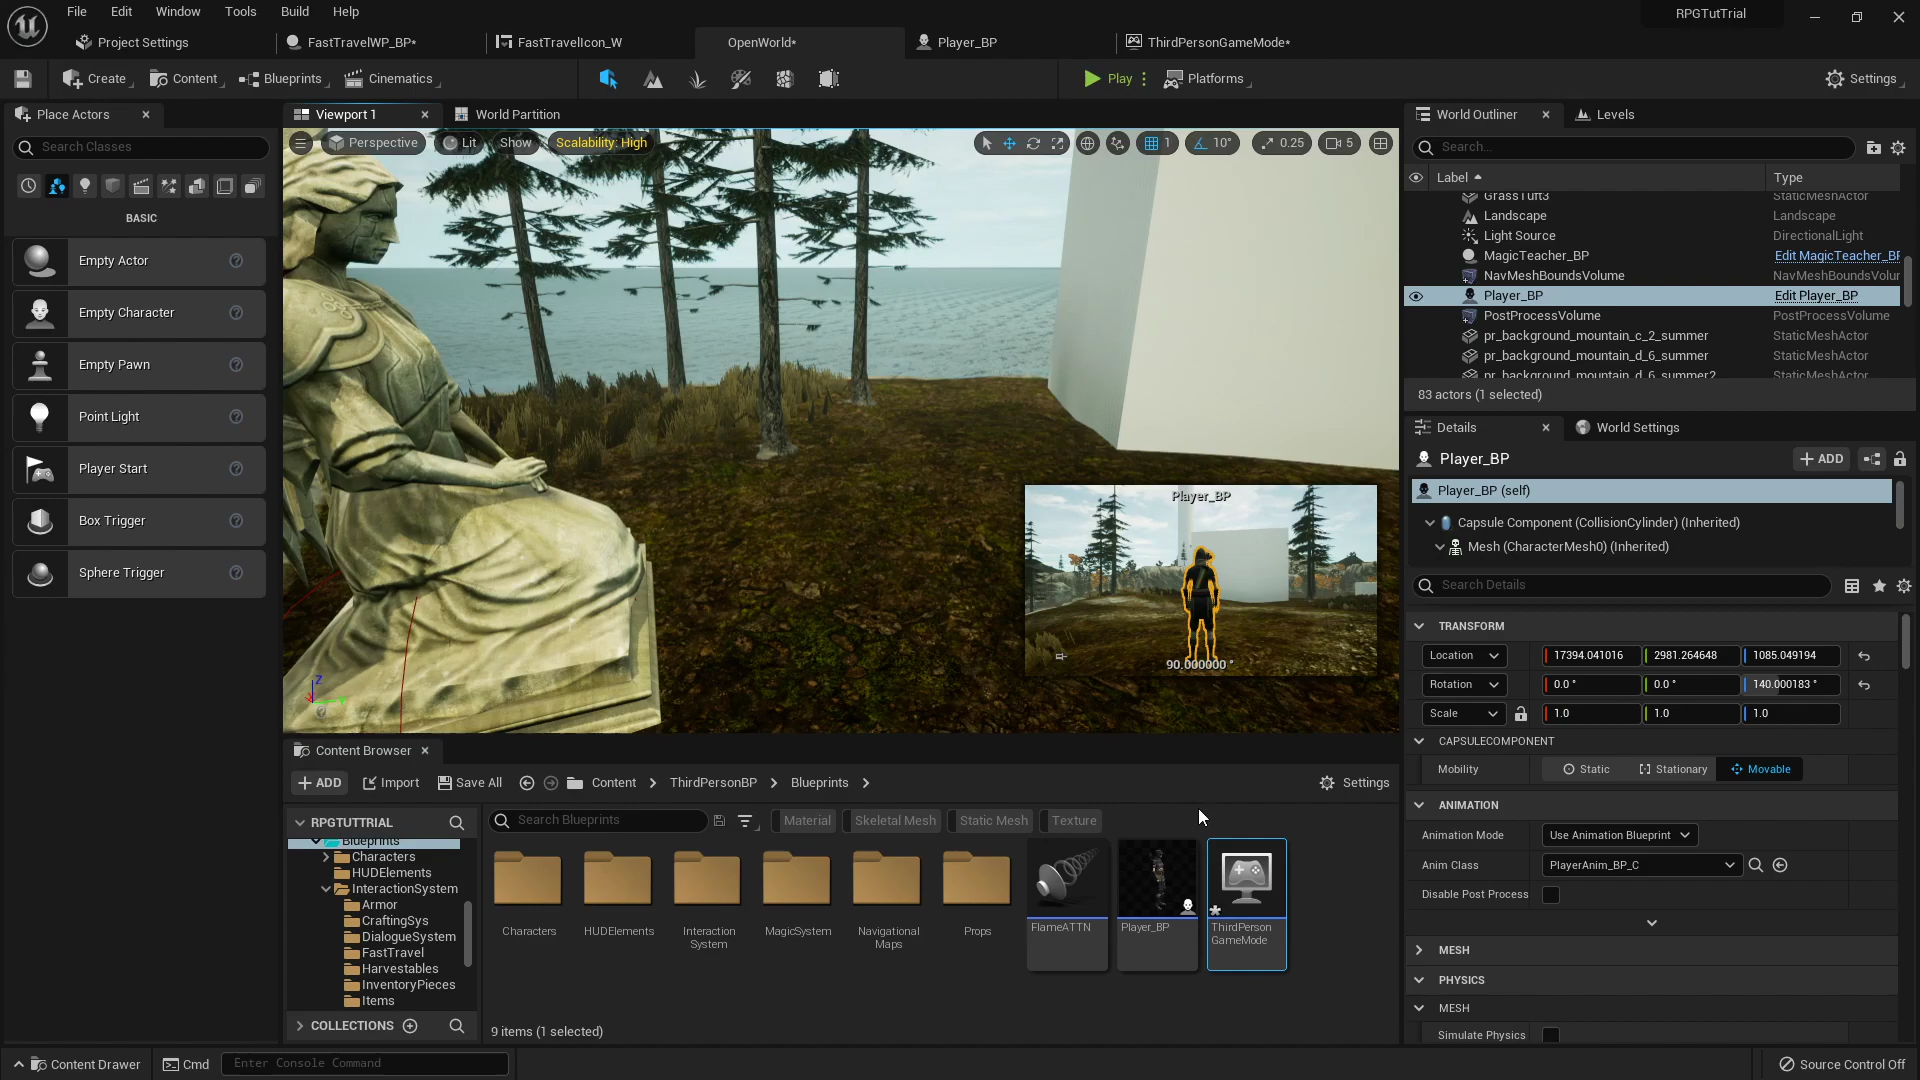 File Edit Window Tools Build Help
RPGTutTrial
Project Settings
FastTravelWP_BP*
FastTravelIcon_W
OpenWorld*
Player_BP
ThirdPersonGameMode*
Create
Content
Blueprints
Cinematics
Play
Platforms
Settings
Place Actors
Search Classes
BASIC
Empty Actor
Empty Character
Empty Pawn
Point Light
Player Start
Box Trigger
Sphere Trigger
Viewport 1
World Partition
Perspective
Lit
Show
Scalability: High
1
10°
0.25
5
Player_BP
90.000000 °
Z
World Outliner
Levels
Search...
Label
Type
GrassTuft3 StaticMeshActor
Landscape Landscape
Light Source DirectionalLight
MagicTeacher_BP Edit MagicTeacher_BP
NavMeshBoundsVolume NavMeshBoundsVolum
Player_BP Edit Player_BP
PostProcessVolume PostProcessVolume
pr_background_mountain_c_2_summer StaticMeshActor
pr_background_mountain_d_6_summer StaticMeshActor
pr_background_mountain_d_6_summer2 StaticMeshActor
83 actors (1 selected)
Details
World Settings
Player_BP
ADD
Player_BP (self)
Capsule Component (CollisionCylinder) (Inherited)
Mesh (CharacterMesh0) (Inherited)
Search Details
TRANSFORM
Location 17394.041016 2981.264648 1085.049194
Rotation 0.0 ° 0.0 ° 140.000183 °
Scale 1.0 1.0 1.0
CAPSULECOMPONENT
Mobility Static Stationary Movable
ANIMATION
Animation Mode Use Animation Blueprint
Anim Class PlayerAnim_BP_C
Disable Post Process
MESH
PHYSICS
MESH
Simulate Physics
Content Browser
ADD
Import
Save All
Content
ThirdPersonBP
Blueprints
Settings
RPGTUTTRIAL
Blueprints
Characters
HUDElements
InteractionSystem
Armor
CraftingSys
DialogueSystem
FastTravel
Harvestables
InventoryPieces
Items
COLLECTIONS
Search Blueprints
Material
Skeletal Mesh
Static Mesh
Texture
Characters
HUDElements
Interaction
System
MagicSystem
Navigational
Maps
Props
FlameATTN
Player_BP
ThirdPerson
GameMode
9 items (1 selected)
Content Drawer
Cmd
Enter Console Command
Source Control Off